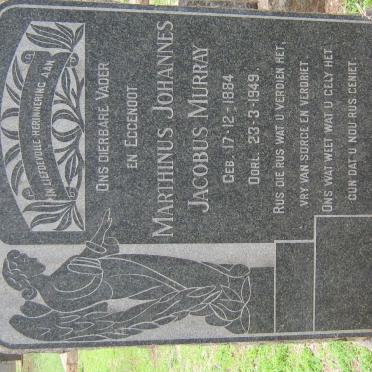 IN LIEFDEVOLLE HERINNERING AAN
ONS DIERBARE VADER
EN EGGENOOT
MARTHINUS JOHANNES
JACOBUS MURRAY
GEB. 17-12-1884
OORL. 23-3-1949.
RUS DIE RUS WAT U VERDIEN HET,
VRY VAN SORGE EN VERDRIET.
ONS WAT WEET WAT U GELY HET
GUN DAT U NOU RUS GENIET.